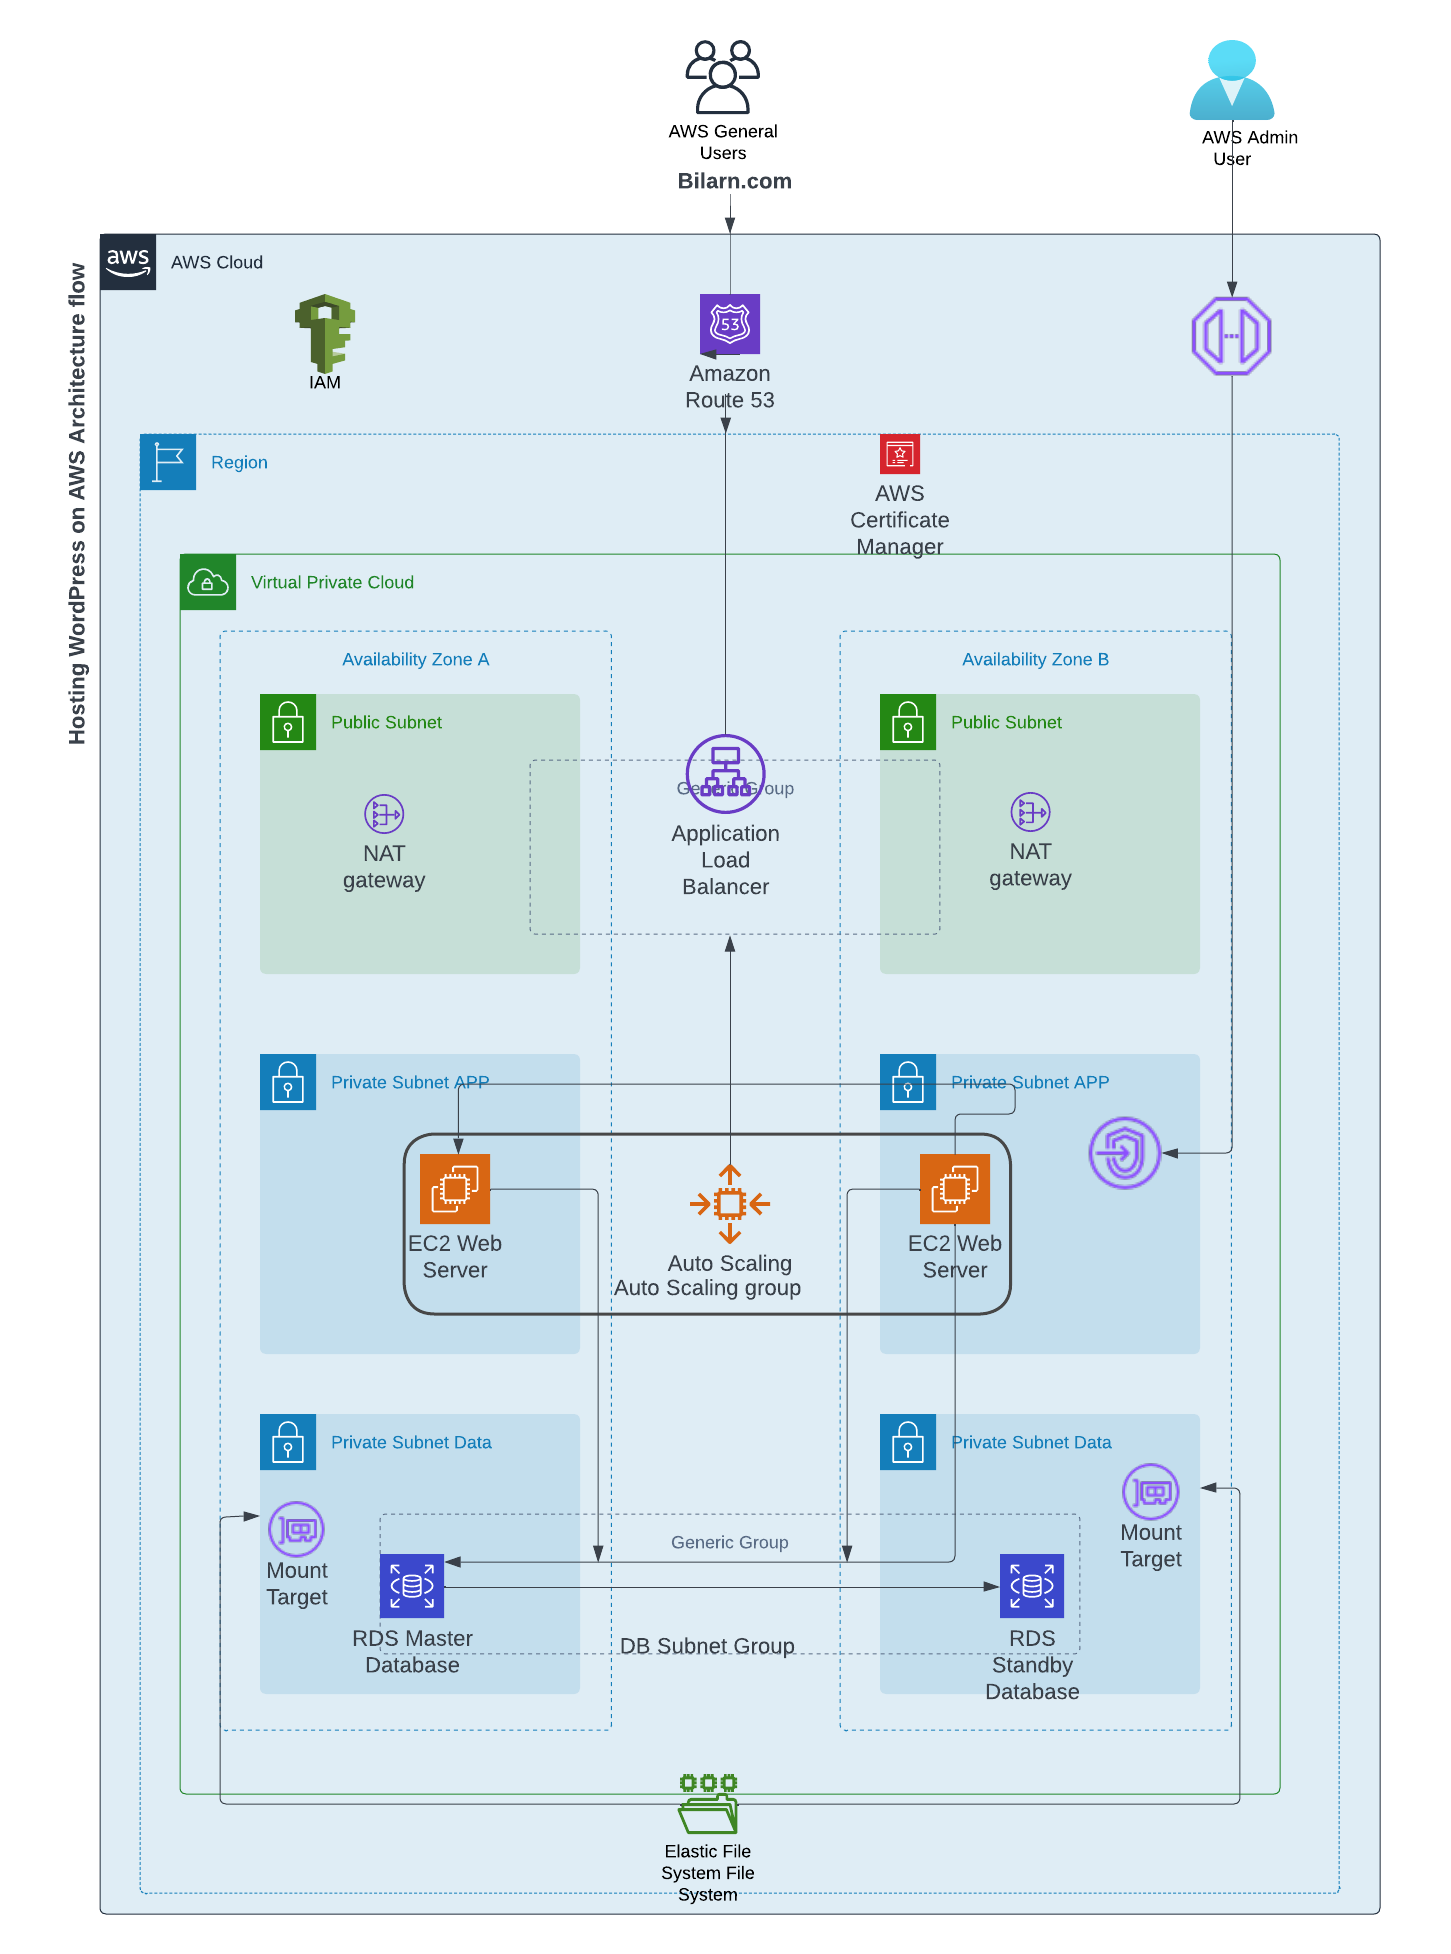 AWS General
Users
Bilarn.com
AWS Admin
User
Hosting WordPress on AWS Architecture flow
aws
AWS Cloud
IAM
53
Amazon
Route 53
Region
AWS
Certificate
Manager
Virtual Private Cloud
Availability Zone A
Availability Zone B
Public Subnet
Public Subnet
Generic Group
NAT
gateway
Application
Load
Balancer
NAT
gateway
Private Subnet APP
Private Subnet APP
EC2 Web
Server
Auto Scaling
Auto Scaling group
EC2 Web
Server
Private Subnet Data
Private Subnet Data
Mount
Target
Generic Group
Mount
Target
RDS Master
Database
DB Subnet Group
RDS
Standby
Database
Elastic File
System File
System